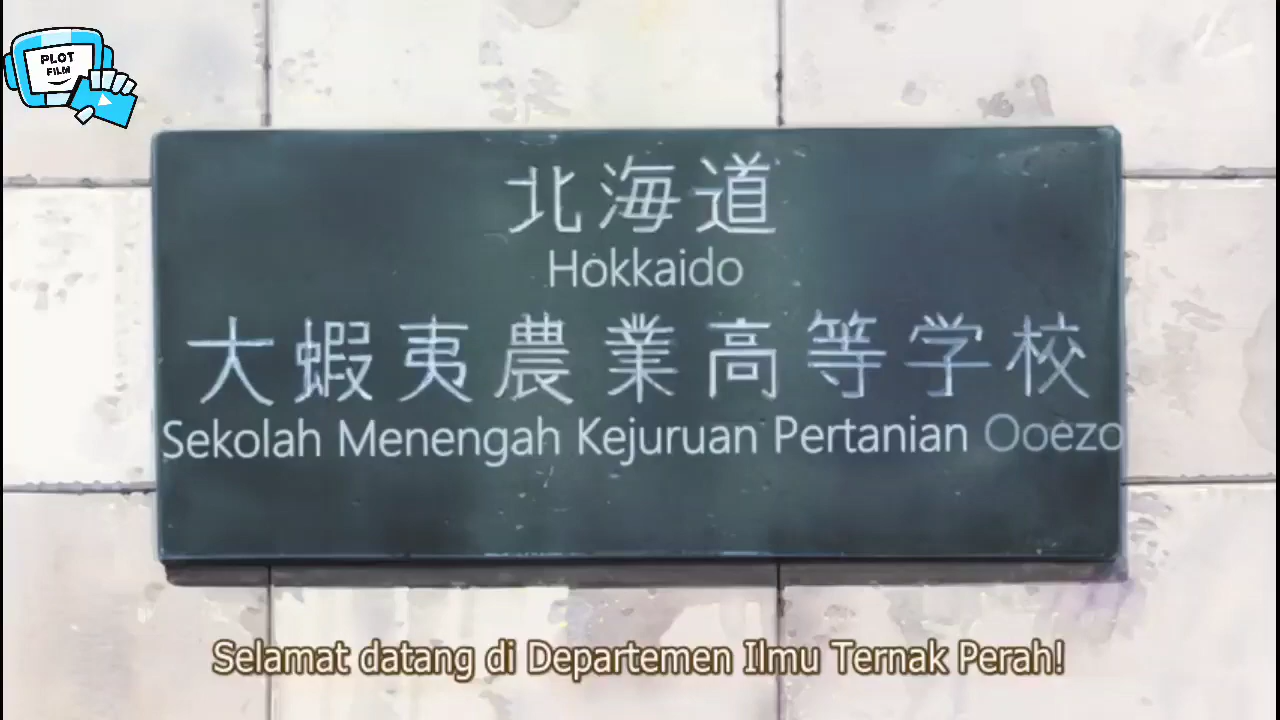 PLOT
FILM
北海道
Hokkaido
大蝦夷農業高等学校
Sekolah Menengah Kejuruan Pertanian Ooezo
Selamat datang di Departemen Ilmu Ternak Perah!